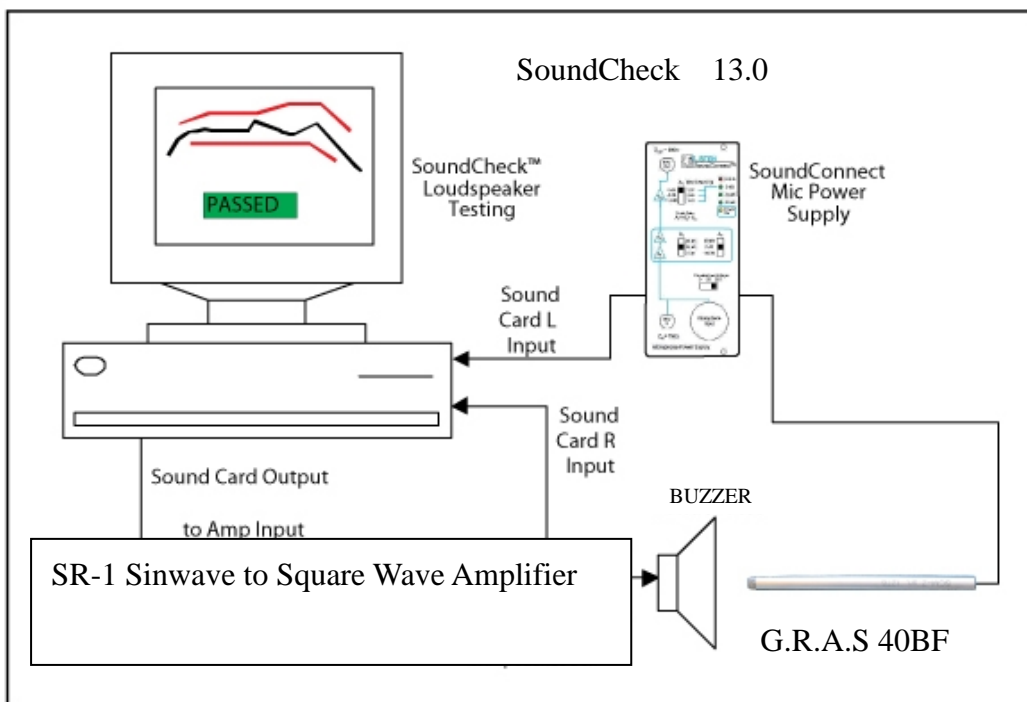 SoundCheck 13.0
SoundCheck™
Loudspeaker
Testing
PASSED
SoundConnect
Mic Power
Supply
Sound
Card L
Input
Sound
Card R
Input
Sound Card Output
to Amp Input
BUZZER
SR-1 Sinwave to Square Wave Amplifier
G.R.A.S 40BF